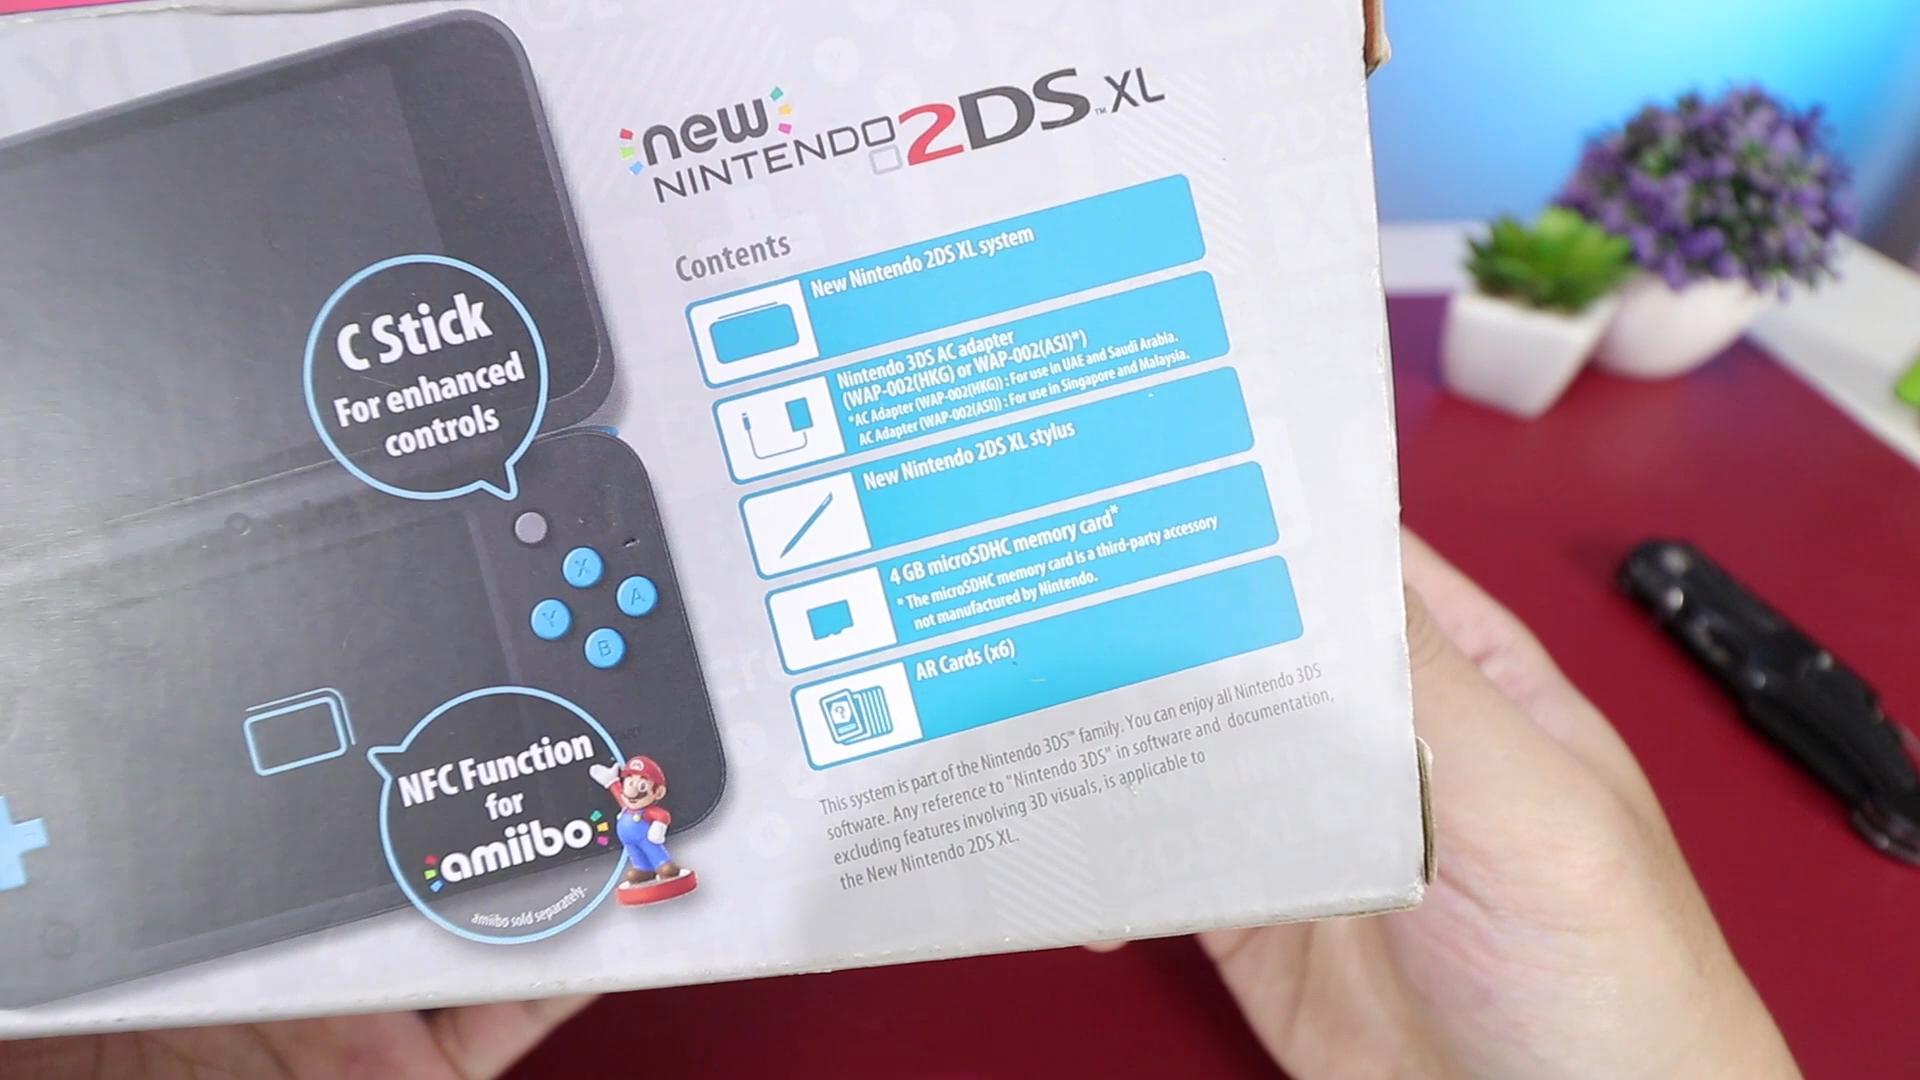 new
NINTENDO 2DS™ XL
Contents
New Nintendo 2DS XL system
Nintendo 3DS AC adapter
(WAP-002(HKG) or WAP-002(ASI)*)
*AC Adapter (WAP-002(HKG)) : For use in UAE and Saudi Arabia.
AC Adapter (WAP-002(ASI)) : For use in Singapore and Malaysia.
New Nintendo 2DS XL stylus
4 GB microSDHC memory card*
* The microSDHC memory card is a third-party accessory
not manufactured by Nintendo.
AR Cards (x6)
This system is part of the Nintendo 3DS™ family. You can enjoy all Nintendo 3DS
software. Any reference to "Nintendo 3DS" in software and documentation,
excluding features involving 3D visuals, is applicable to
the New Nintendo 2DS XL.
C Stick
For enhanced
controls
X
A
Y
B
NFC Function
for
amiibo
amiibo sold separately.